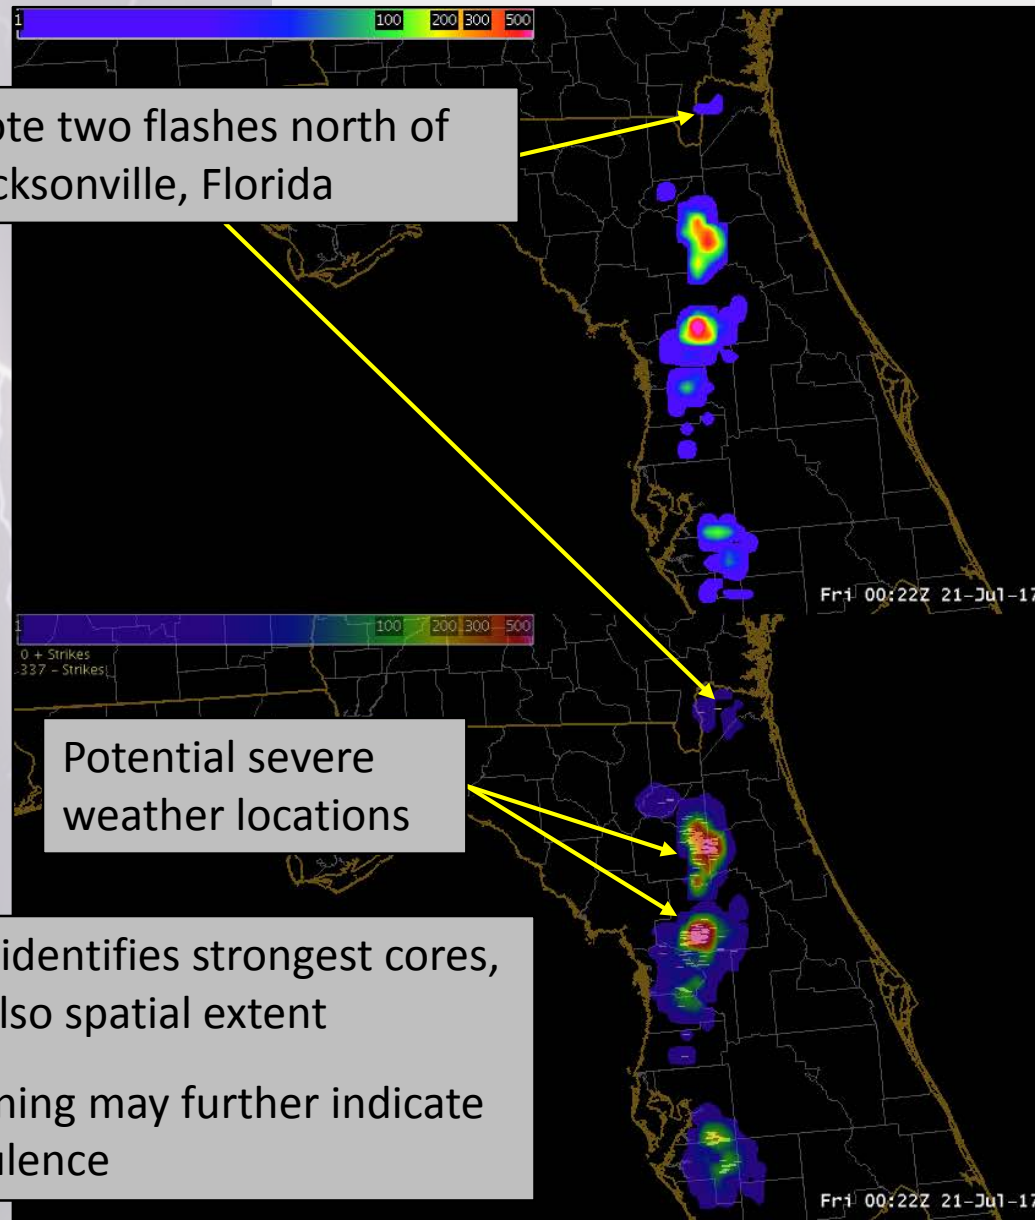 1 100 200 300 500
ote two flashes north of
cksonville, Florida
Fri 00:22Z 21-Jul-17
1 100 200 300 500
0 + Strikes
337 - Strikes
Potential severe
weather locations
identifies strongest cores,
lso spatial extent
ning may further indicate
ulence
Fri 00:22Z 21-Jul-17